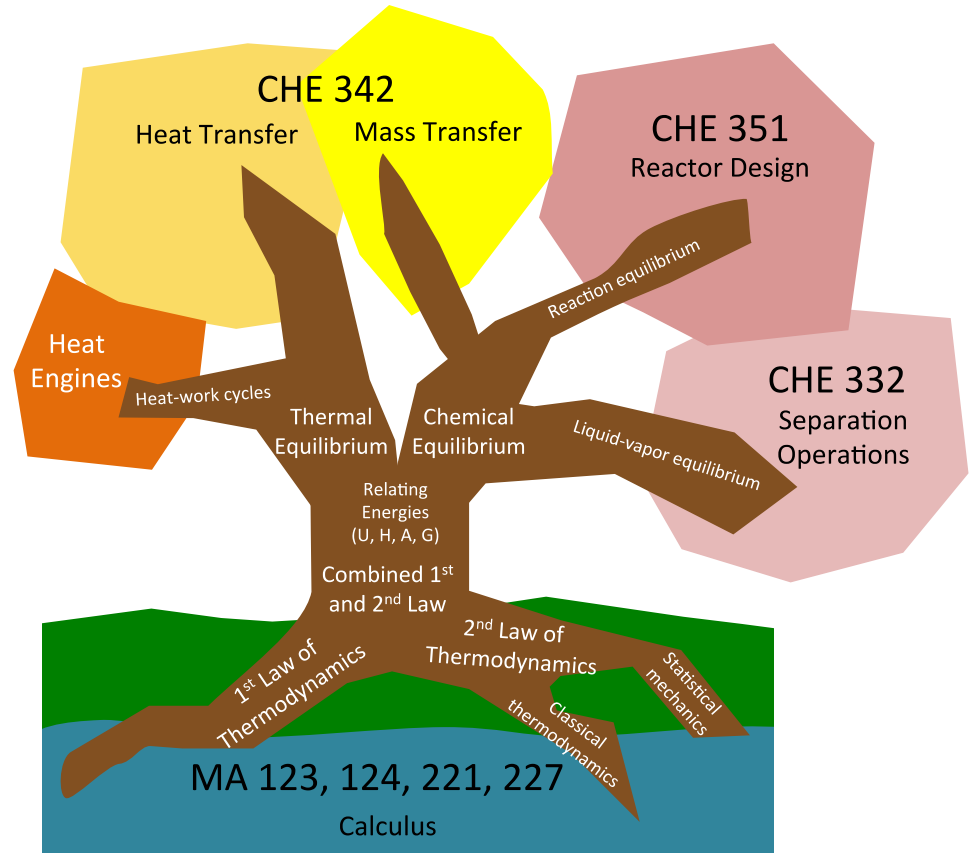 CHE 342
Heat Transfer
Mass Transfer
CHE 351
Reactor Design
Reaction equilibrium
Heat
Engines
Heat-work cycles
CHE 332
Separation
Operations
Thermal
Equilibrium
Chemical
Equilibrium
Liquid-vapor equilibrium
Relating
Energies
(U, H, A, G)
Combined 1st
and 2nd Law
1st Law of
Thermodynamics
2nd Law of
Thermodynamics
Statistical
mechanics
Classical
thermodynamics
MA 123, 124, 221, 227
Calculus